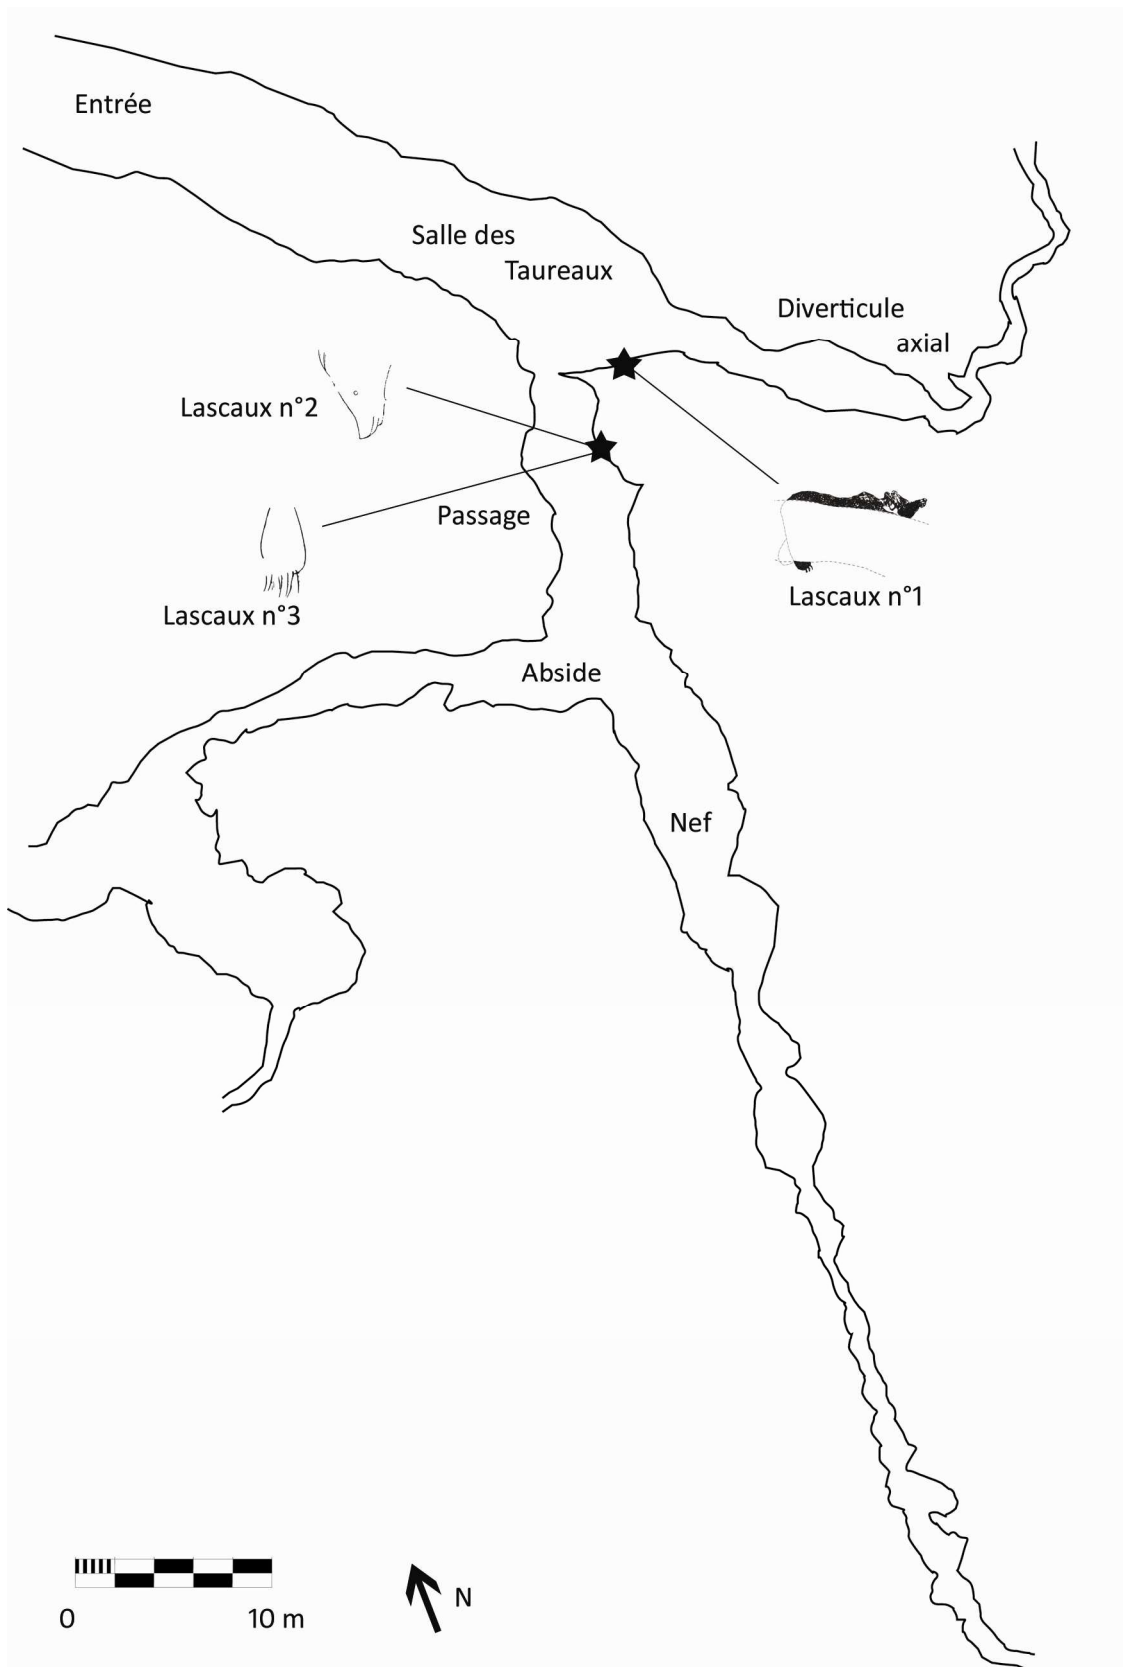 Entrée
Salle des
Taureaux
Diverticule
axial
Lascaux n°2
Passage
Lascaux n°1
Lascaux n°3
Abside
Nef
0
10 m
N